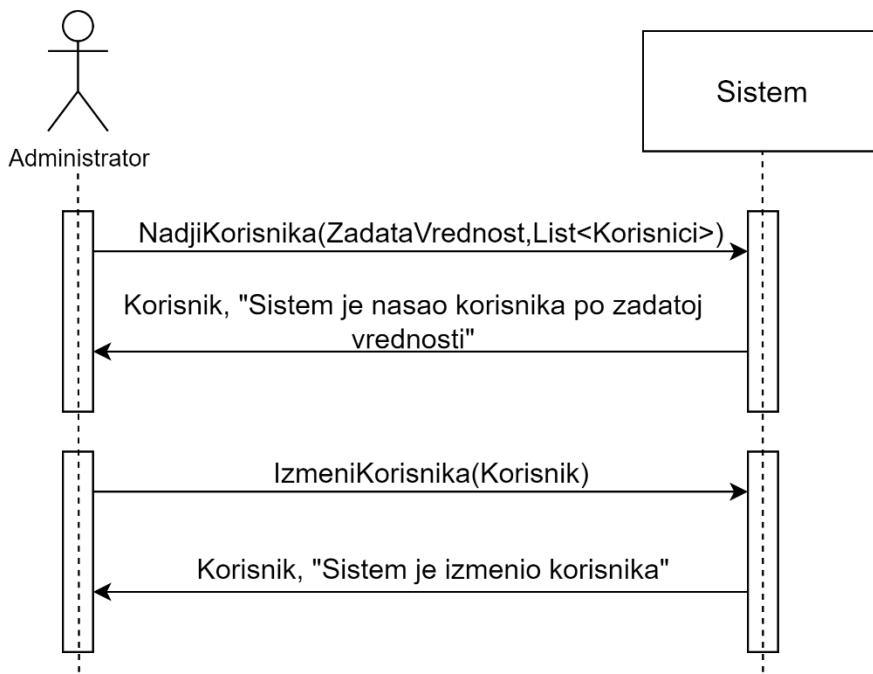 Sistem
Administrator
NadjiKorisnika(ZadataVrednost,List<Korisnici>)
Korisnik, "Sistem je nasao korisnika po zadatoj
vrednosti"
IzmeniKorisnika(Korisnik)
Korisnik, "Sistem je izmenio korisnika"